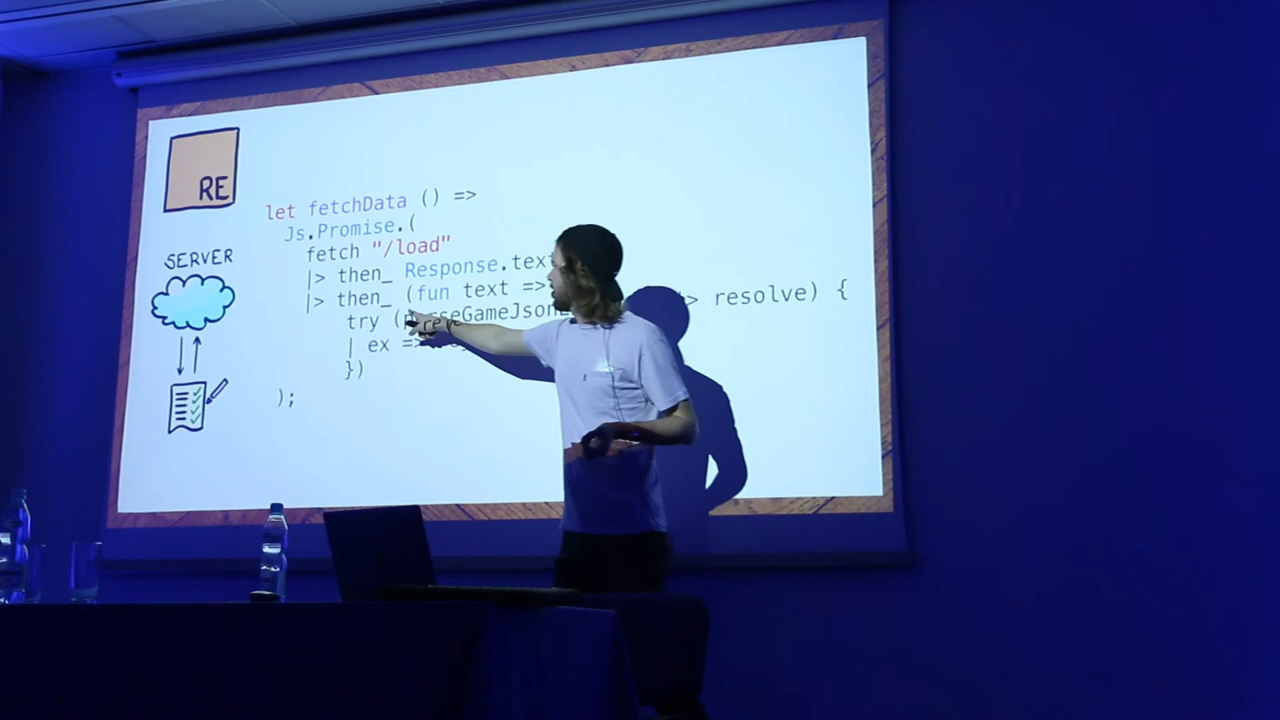 RE
SERVER
let fetchData () =>
Js.Promise.(
fetch "/load"
|> then_ Response.tex
|> then_ (fun text =>
try ( > resolve) {
| ex =>
})
);